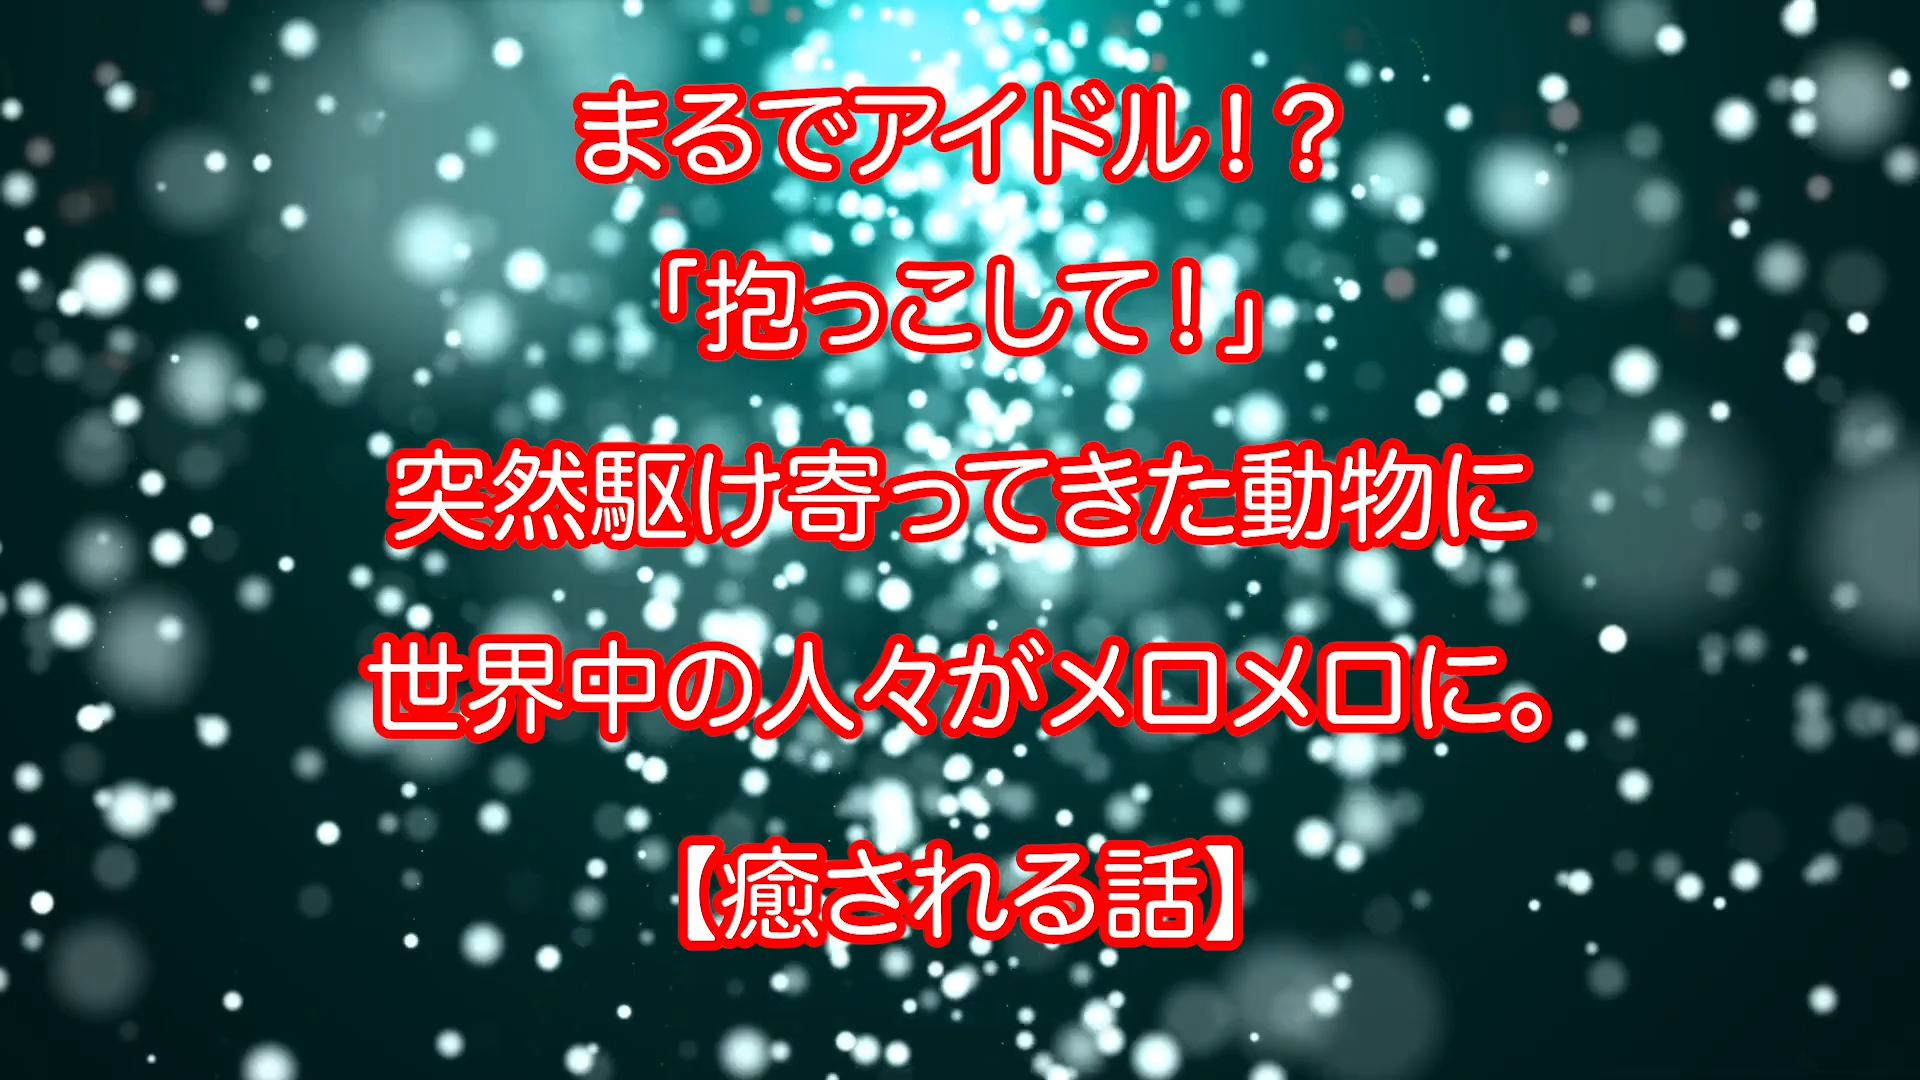 まるでアイドル！？
「抱っこして！」
突然駆け寄ってきた動物に
世界中の人々がメロメロに。
【癒される話】